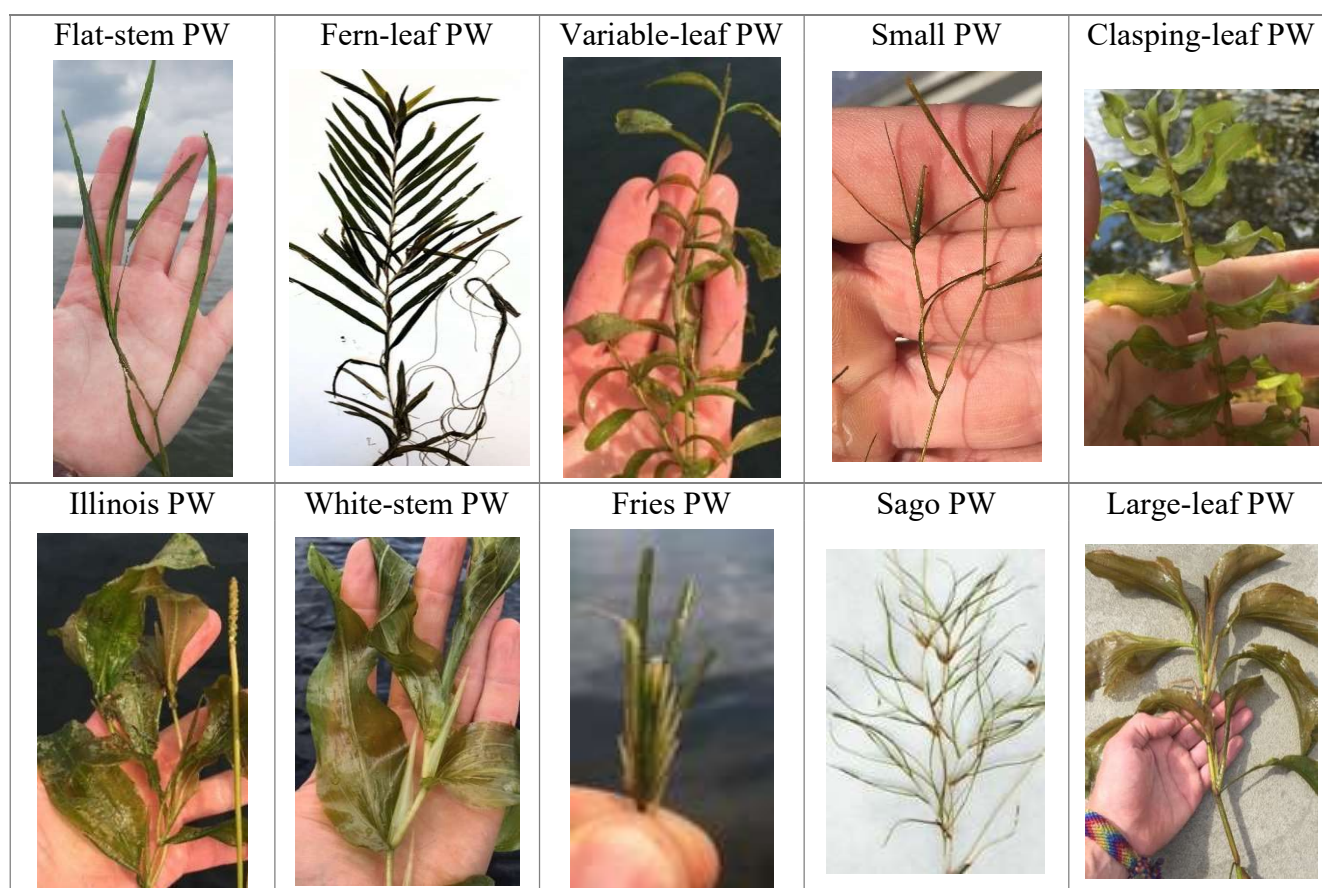 Flat-stem PW
Fern-leaf PW
Variable-leaf PW
Small PW
Clasping-leaf PW
Illinois PW
White-stem PW
Fries PW
Sago PW
Large-leaf PW